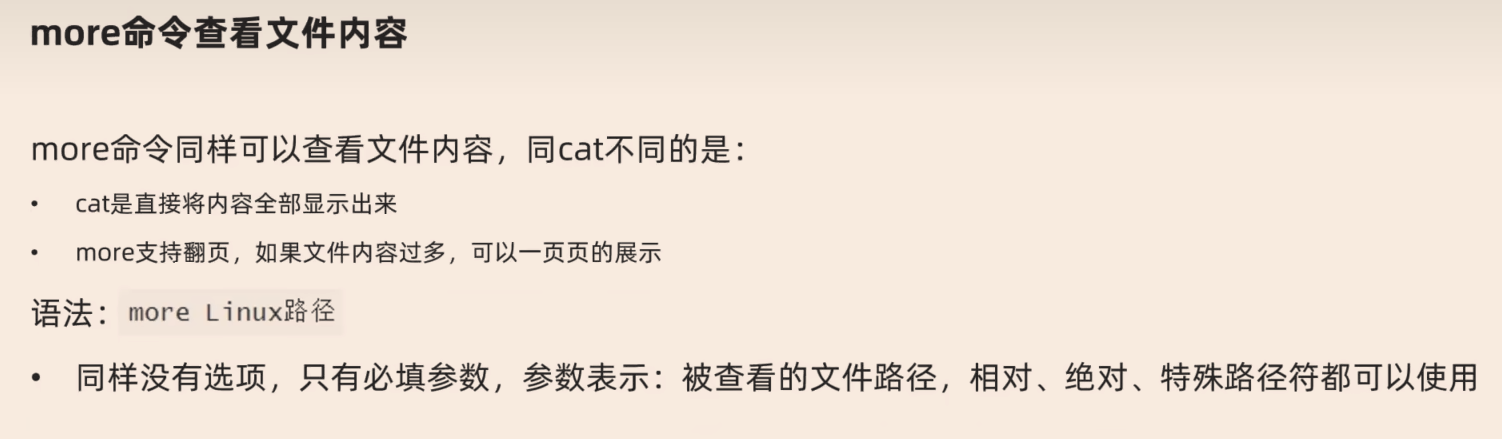 more命令查看文件内容
more命令同样可以查看文件内容，同cat不同的是：
• cat是直接将内容全部显示出来
• more支持翻页，如果文件内容过多，可以一页页的展示
语法：more Linux路径
• 同样没有选项，只有必填参数，参数表示：被查看的文件路径，相对、绝对、特殊路径符都可以使用